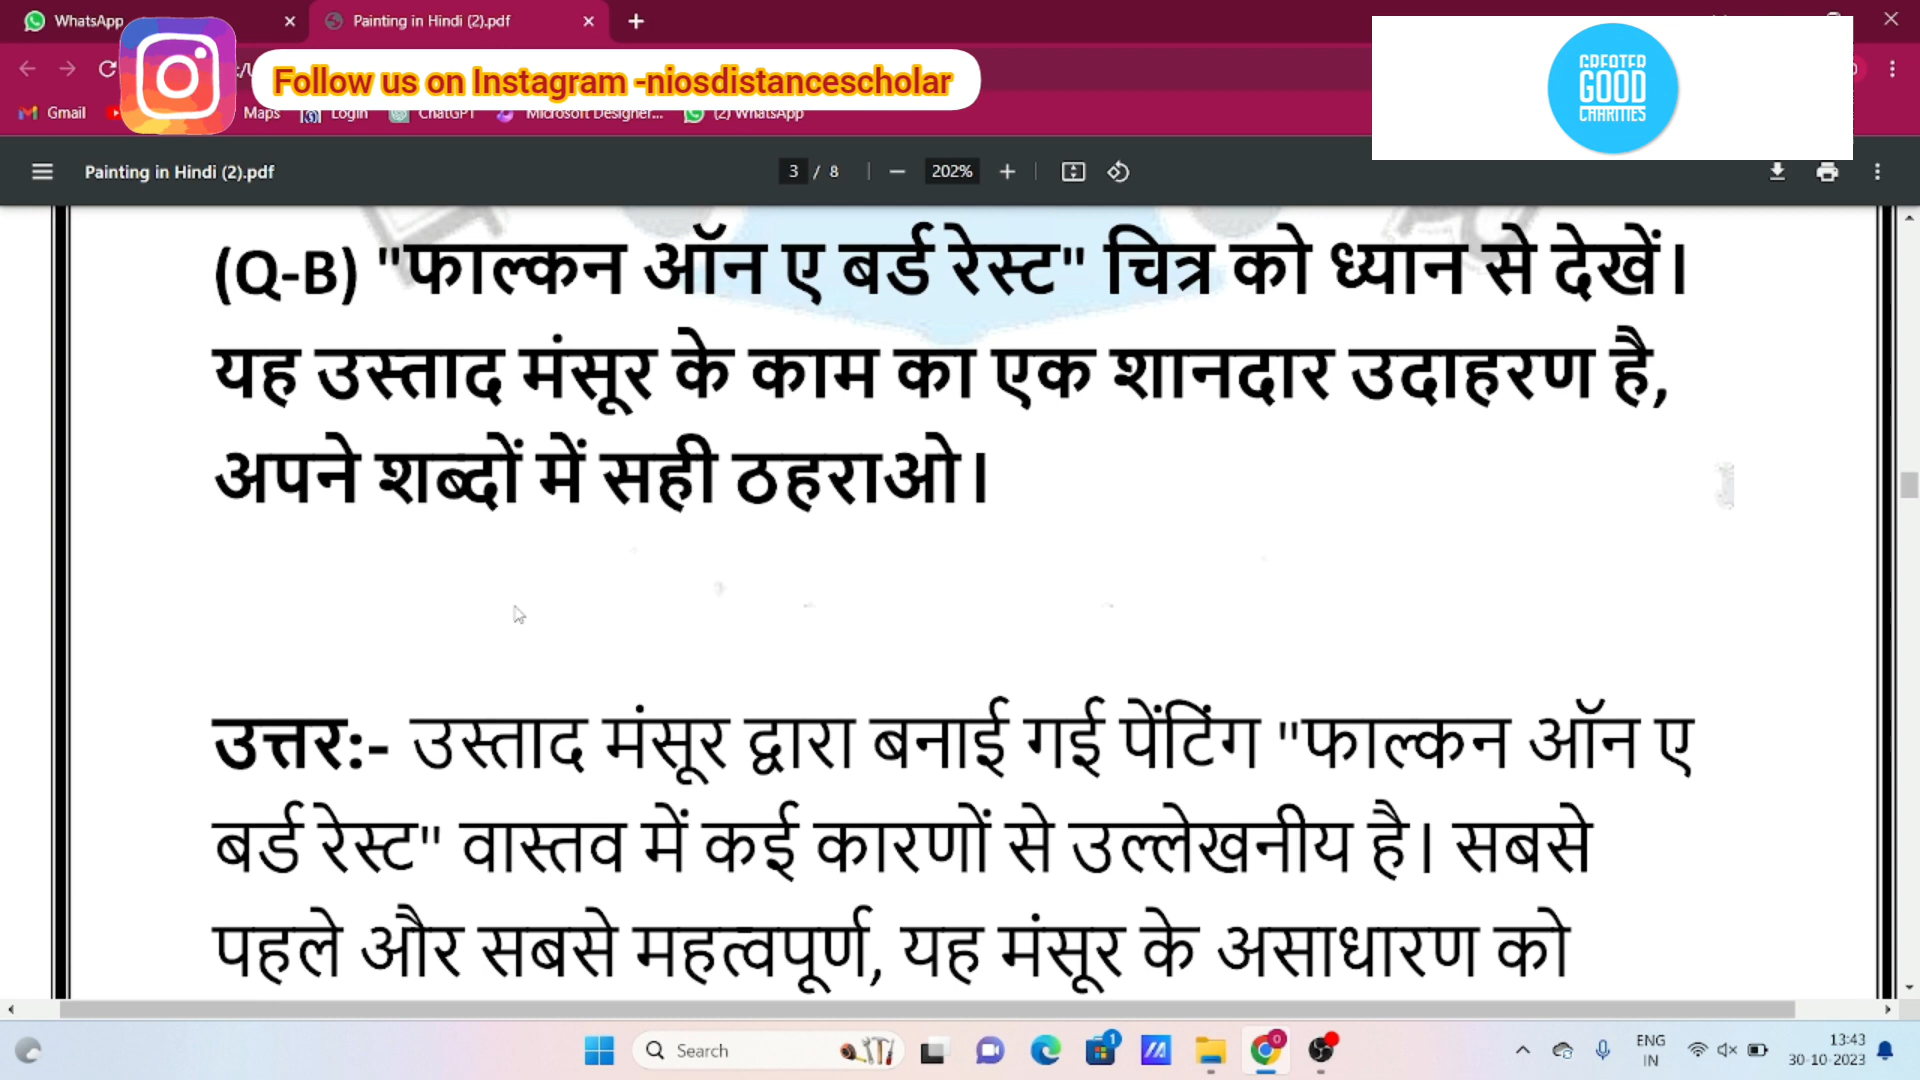 WhatsApp
Painting in Hindi (2).pdf
Follow us on Instagram -niosdistancescholar
GREATER
GOOD
CHARITIES
Gmail
Maps
Login
ChatGPT
Microsoft Designer...
(2) WhatsApp
Painting in Hindi (2).pdf
3 / 8
202%
(Q-B) "फाल्कन ऑन ए बर्ड रेस्ट" चित्र को ध्यान से देखें।
यह उस्ताद मंसूर के काम का एक शानदार उदाहरण है,
अपने शब्दों में सही ठहराओ।
उत्तर:- उस्ताद मंसूर द्वारा बनाई गई पेंटिंग "फाल्कन ऑन ए
बर्ड रेस्ट" वास्तव में कई कारणों से उल्लेखनीय है। सबसे
पहले और सबसे महत्वपूर्ण, यह मंसूर के असाधारण को
Search
ENG
IN
13:43
30-10-2023